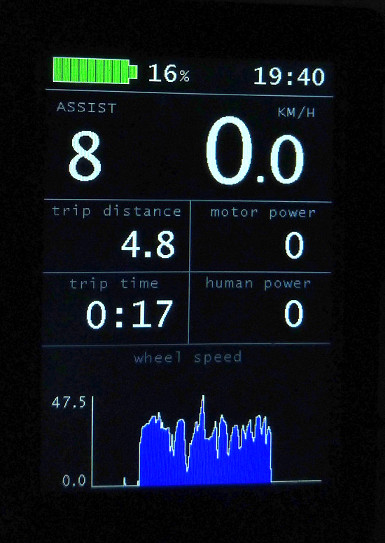 16% 19:40
ASSIST KM/H
8 0.0
trip distance motor power
4.8 0
trip time human power
0:17 0
wheel speed
47.5
0.0